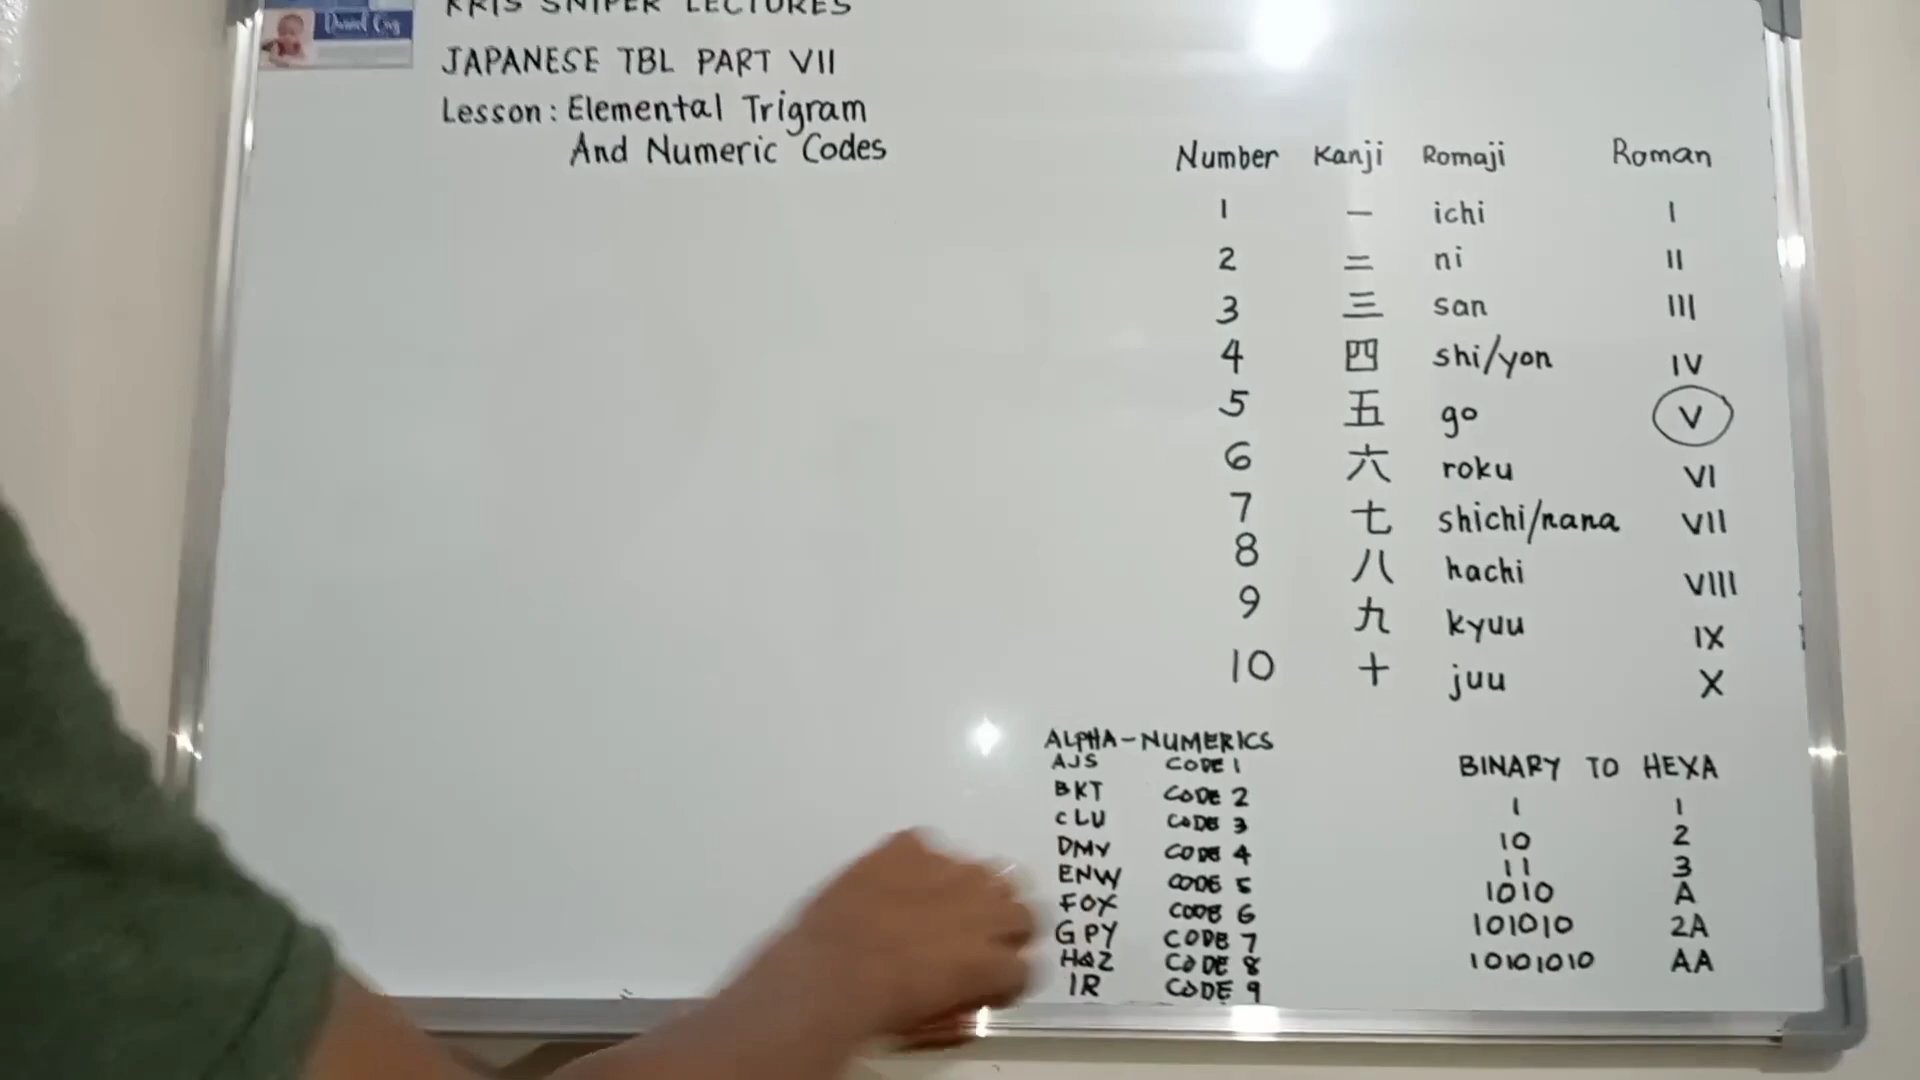 KRIS SNIPER LECTURES
JAPANESE TBL PART VII
Lesson: Elemental Trigram
And Numeric Codes
Number Kanji Romaji Roman
1 一 ichi I
2 二 ni II
3 三 san III
4 四 shi/yon IV
5 五 go V
6 六 roku VI
7 七 shichi/nana VII
8 八 hachi VIII
9 九 kyuu IX
10 十 juu X
ALPHA-NUMERICS
AJS CODE 1
BKT CODE 2
CLU CODE 3
DMV CODE 4
ENW CODE 5
FOX CODE 6
GPY CODE 7
HQZ CODE 8
IR CODE 9
BINARY TO HEXA
1 1
10 2
11 3
1010 A
101010 2A
10101010 AA